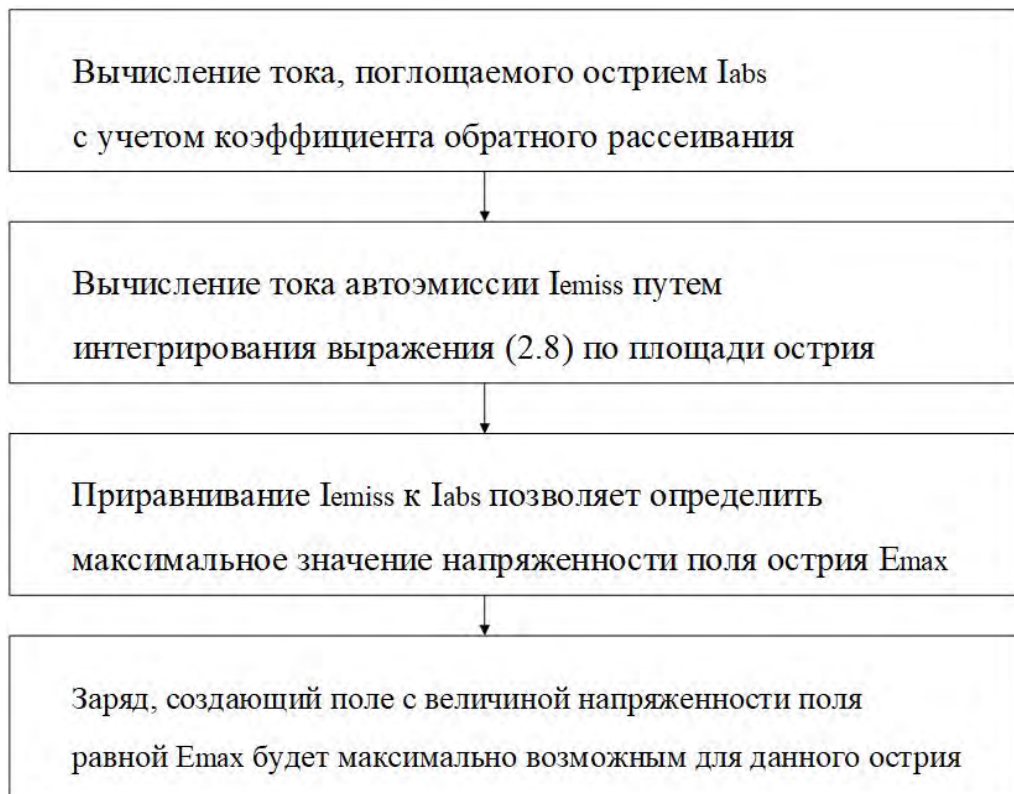 Вычисление тока, поглощаемого острием Iabs
с учетом коэффициента обратного рассеивания
Вычисление тока автоэмиссии Iemiss путем
интегрирования выражения (2.8) по площади острия
Приравнивание Iemiss к Iabs позволяет определить
максимальное значение напряженности поля острия Emax
Заряд, создающий поле с величиной напряженности поля
равной Emax будет максимально возможным для данного острия